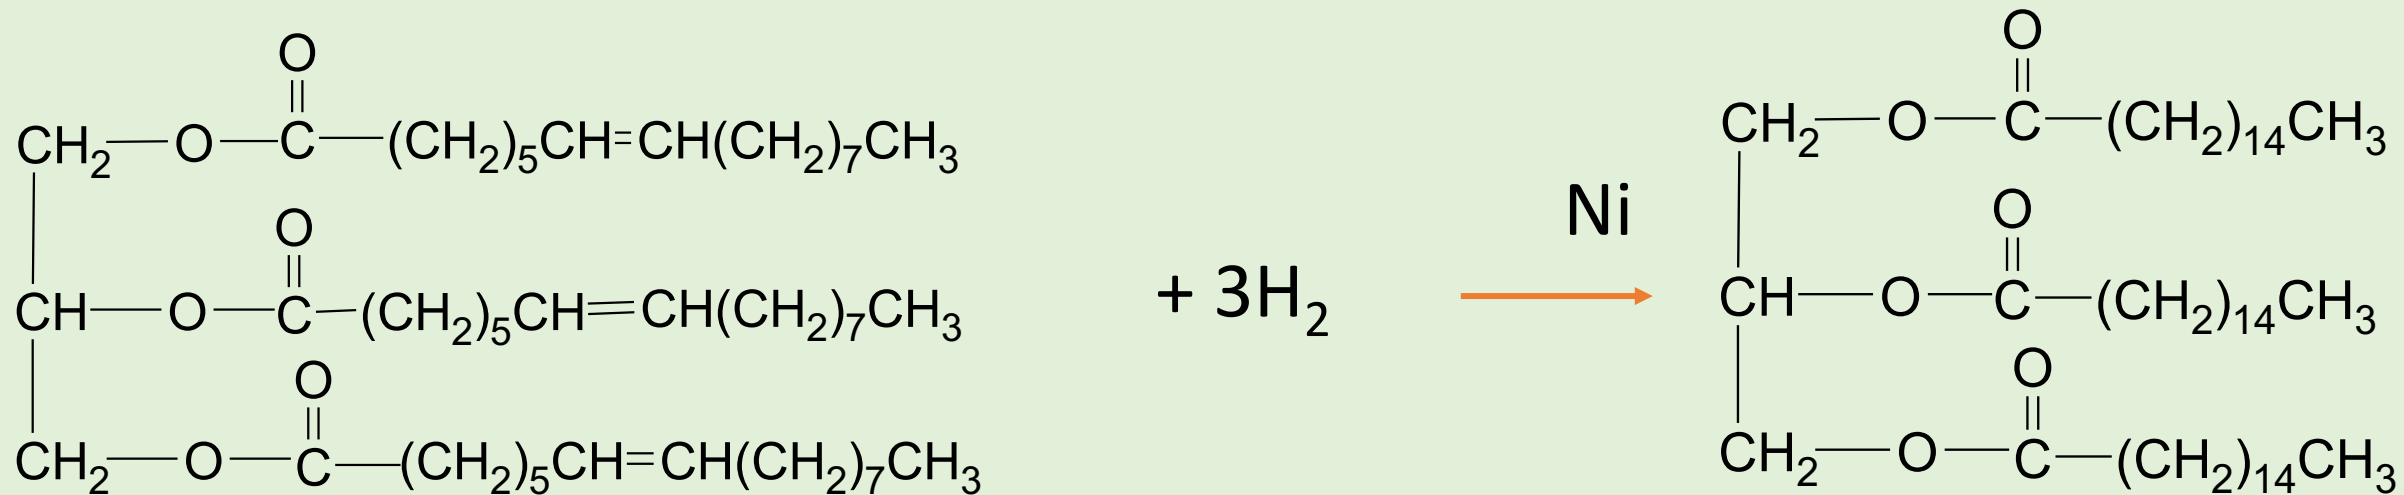 O O
CH₂—O—C—(CH₂)₅CH=CH(CH₂)₇CH₃ CH₂—O—C—(CH₂)₁₄CH₃
Ni
O O
CH—O—C—(CH₂)₅CH=CH(CH₂)₇CH₃ + 3H₂ CH—O—C—(CH₂)₁₄CH₃
O O
CH₂—O—C—(CH₂)₅CH=CH(CH₂)₇CH₃ CH₂—O—C—(CH₂)₁₄CH₃